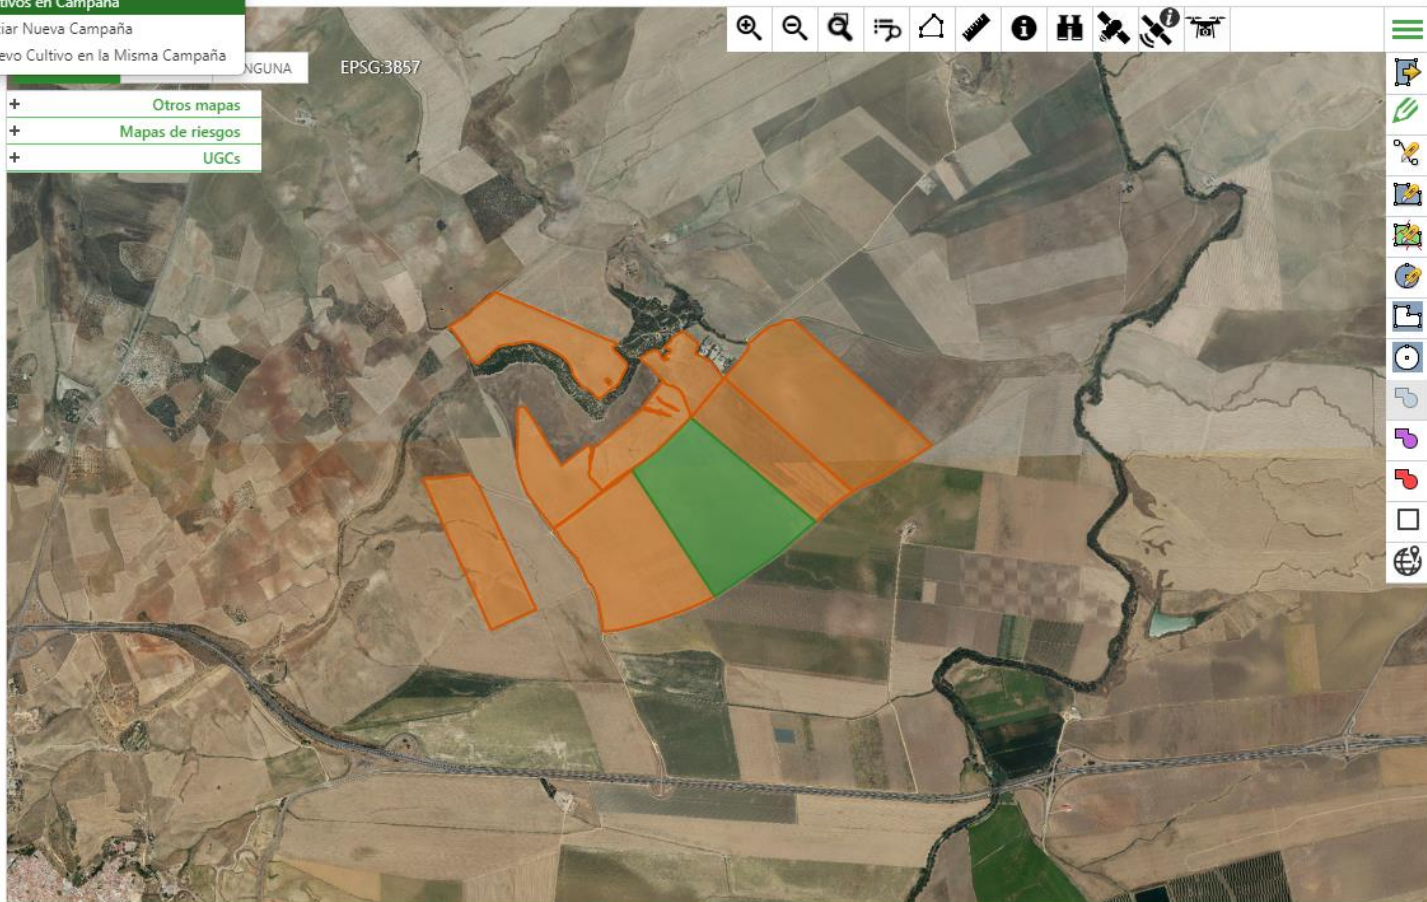 tivos en Campaña
iar Nueva Campaña
evo Cultivo en la Misma Campaña
NGUNA
EPSG:3857
+ Otros mapas
+ Mapas de riesgos
+ UGCs